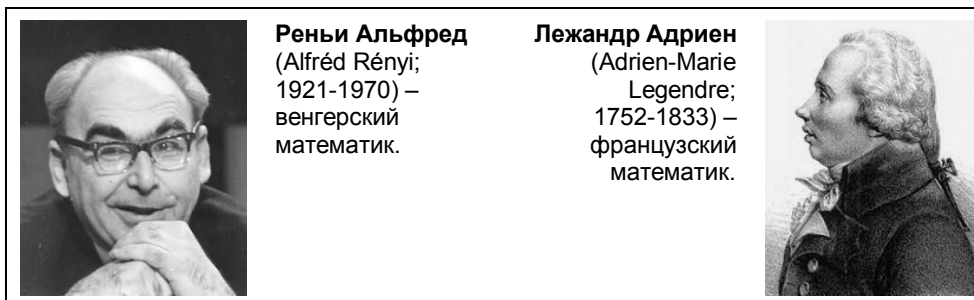 Реньи Альфред
(Alfréd Rényi;
1921-1970) –
венгерский
математик.
Лежандр Адриен
(Adrien-Marie
Legendre;
1752-1833) –
французский
математик.